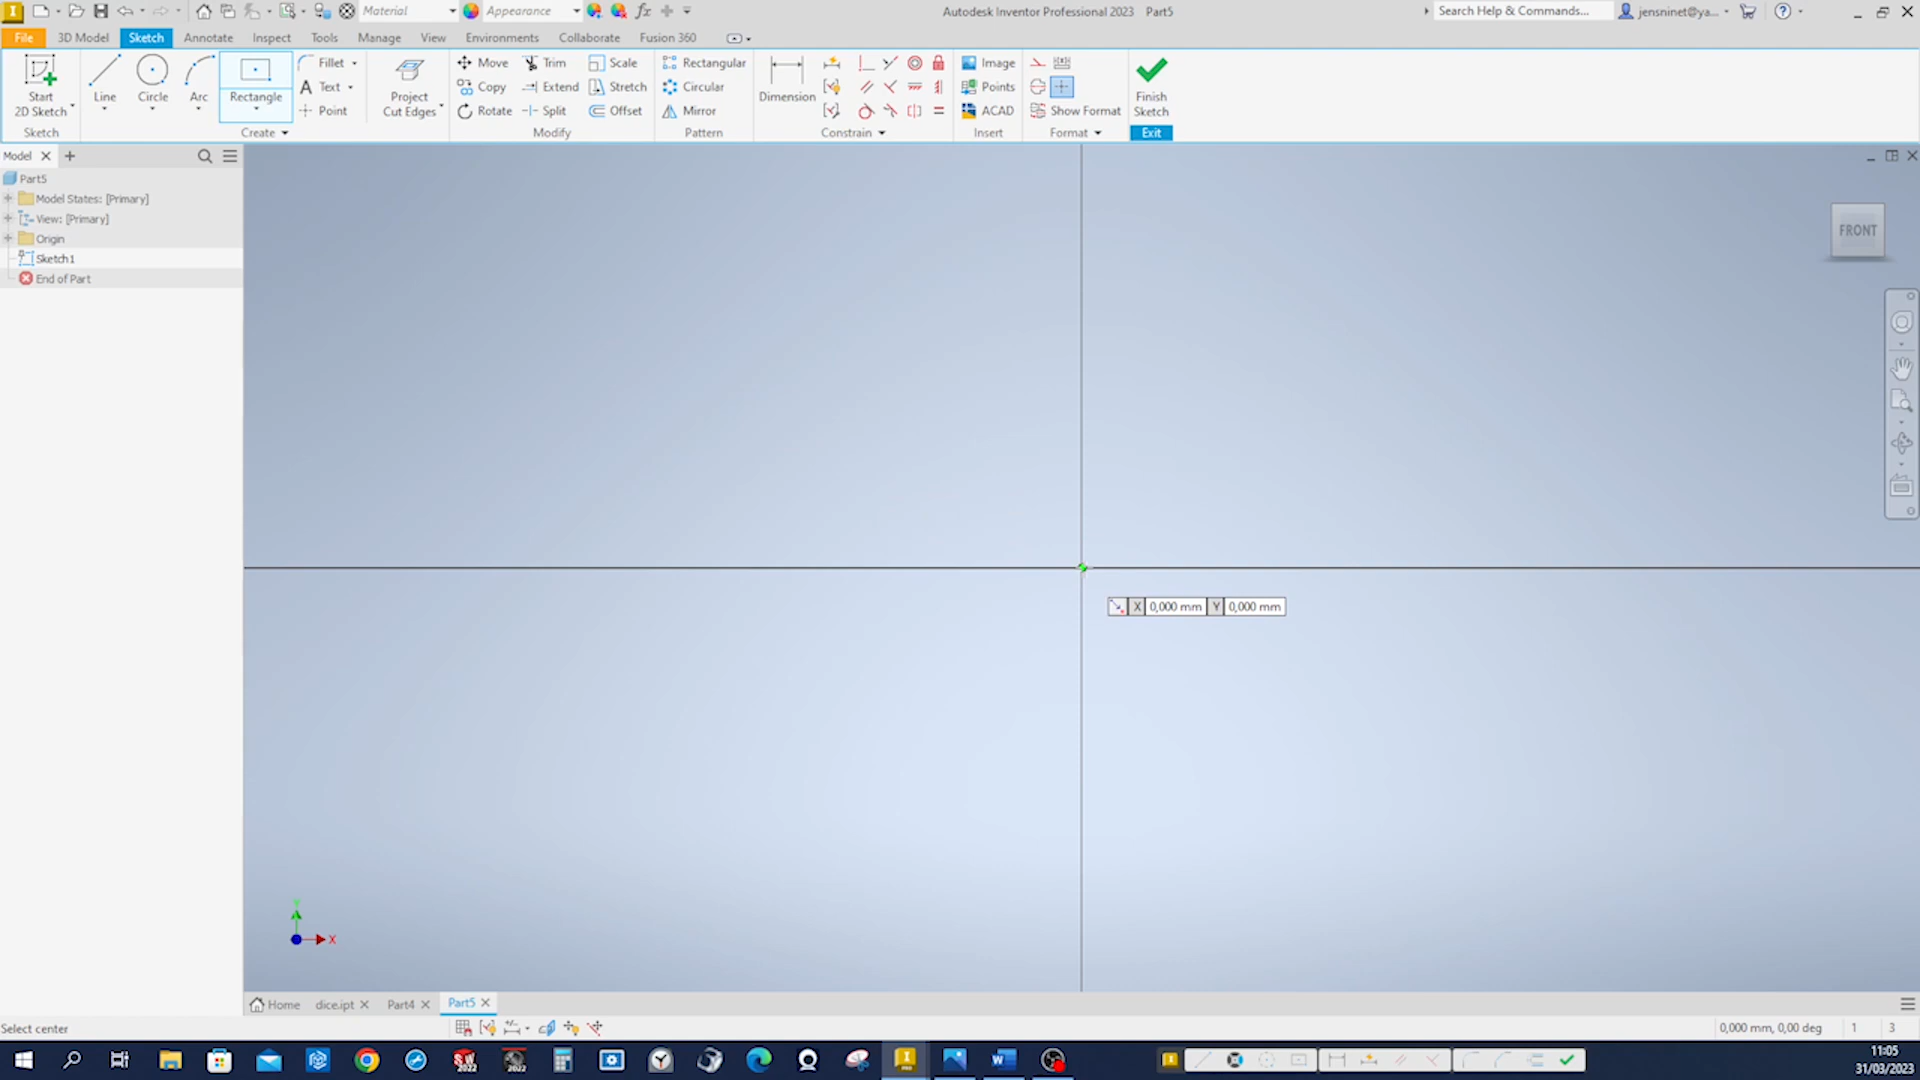 Material
Appearance
Autodesk Inventor Professional 2023 Part5
Search Help & Commands...
jensninet@ya...
File
3D Model
Sketch
Annotate
Inspect
Tools
Manage
View
Environments
Collaborate
Fusion 360
Start
2D Sketch
Line
Circle
Arc
Rectangle
Fillet
Text
Point
Project
Cut Edges
Move
Copy
Rotate
Trim
Extend
Split
Scale
Stretch
Offset
Rectangular
Circular
Mirror
Dimension
Image
Points
ACAD
Show Format
Finish
Sketch
Sketch
Create
Modify
Pattern
Constrain
Insert
Format
Exit
Model
Part5
Model States: [Primary]
View: [Primary]
Origin
Sketch1
End of Part
FRONT
X 0,000 mm Y 0,000 mm
Y
X
Home
dice.ipt
Part4
Part5
Select center
0,000 mm, 0,00 deg 1 3
11:05
31/03/2023